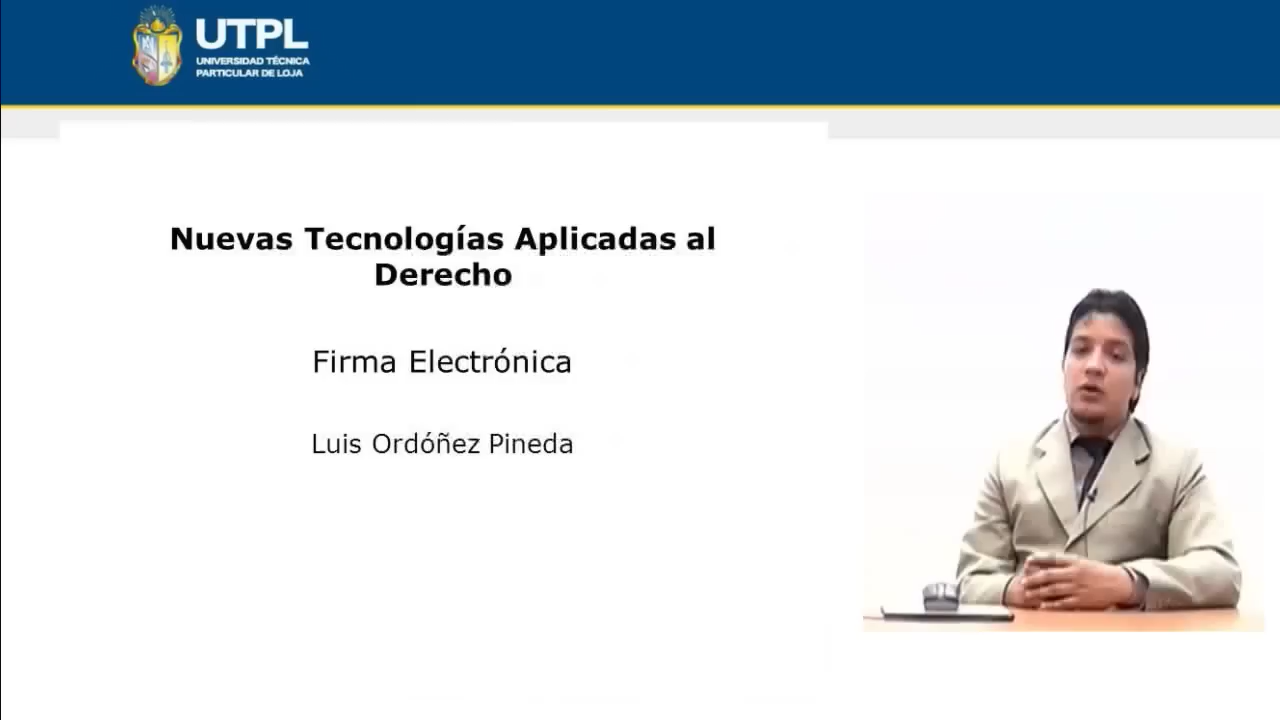 UTPL
UNIVERSIDAD TÉCNICA
PARTICULAR DE LOJA
Nuevas Tecnologías Aplicadas al
Derecho
Firma Electrónica
Luis Ordóñez Pineda